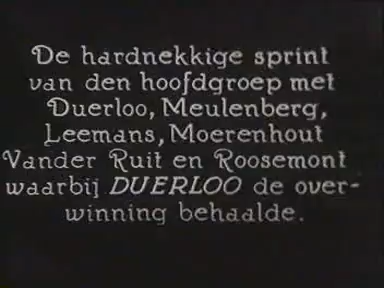 De hardnekkige sprint
van den hoofdgroep met
Duerloo, Meulenberg,
Leemans, Moerenhout
Vander Ruit en Roosemont
waarbij DUERLOO de over-
winning behaalde.